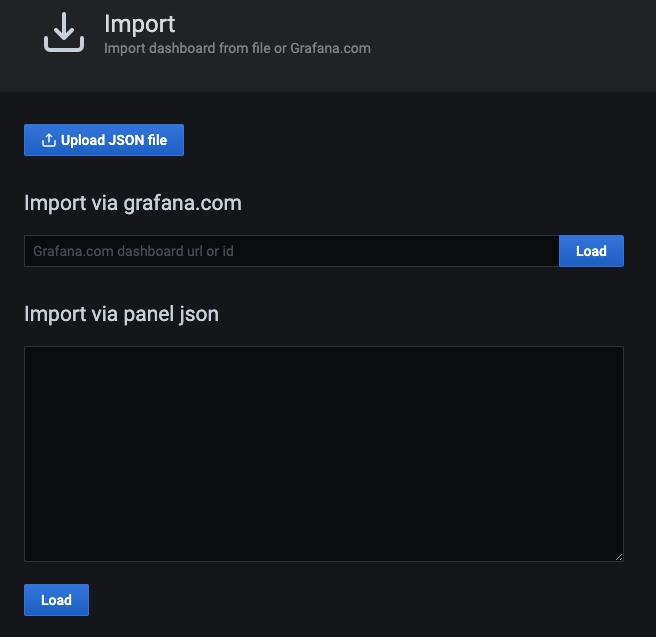 Import
Import dashboard from file or Grafana.com
Upload JSON file
Import via grafana.com
Grafana.com dashboard url or id
Load
Import via panel json
Load